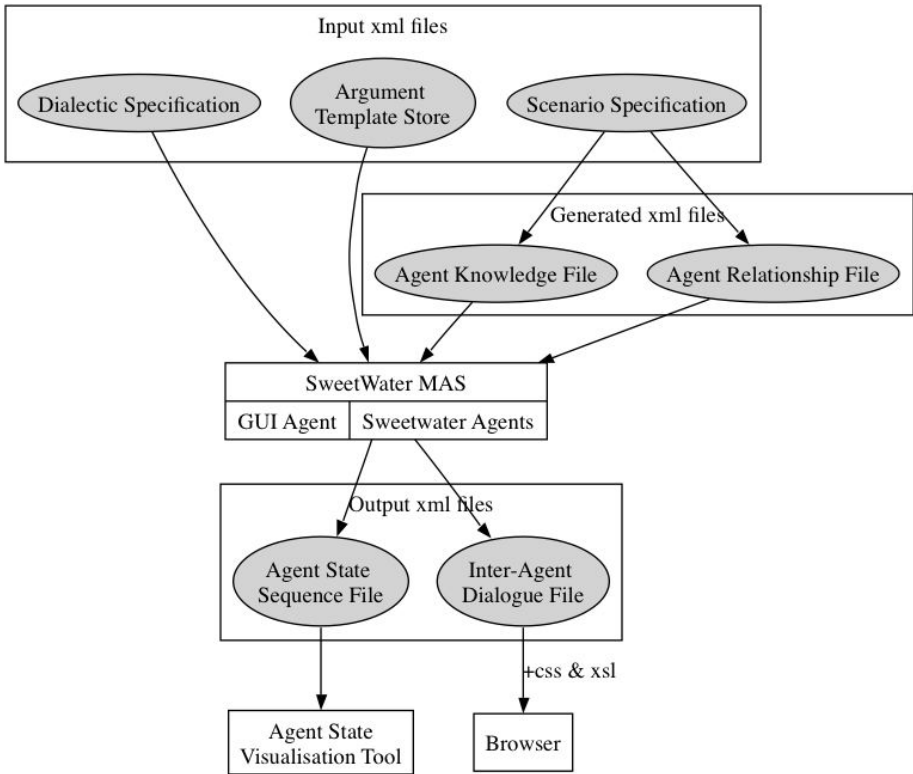 Input xml files
Dialectic Specification
Argument
Template Store
Scenario Specification
Generated xml files
Agent Knowledge File
Agent Relationship File
SweetWater MAS
GUI Agent
Sweetwater Agents
Output xml files
Agent State
Sequence File
Inter-Agent
Dialogue File
+css & xsl
Agent State
Visualisation Tool
Browser